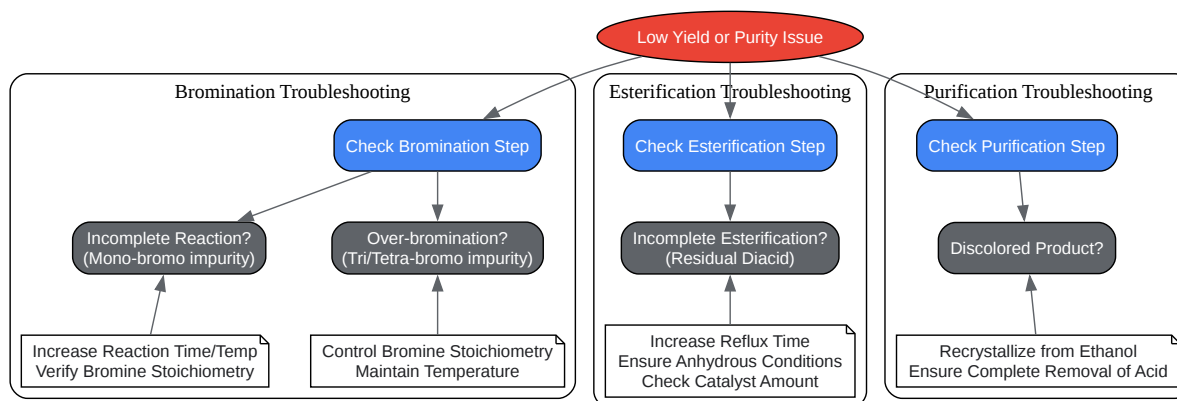 Low Yield or Purity Issue
Bromination Troubleshooting
Check Bromination Step
Incomplete Reaction?
(Mono-bromo impurity)
Over-bromination?
(Tri/Tetra-bromo impurity)
Increase Reaction Time/Temp
Verify Bromine Stoichiometry
Control Bromine Stoichiometry
Maintain Temperature
Esterification Troubleshooting
Check Esterification Step
Incomplete Esterification?
(Residual Diacid)
Increase Reflux Time
Ensure Anhydrous Conditions
Check Catalyst Amount
Purification Troubleshooting
Check Purification Step
Discolored Product?
Recrystallize from Ethanol
Ensure Complete Removal of Acid